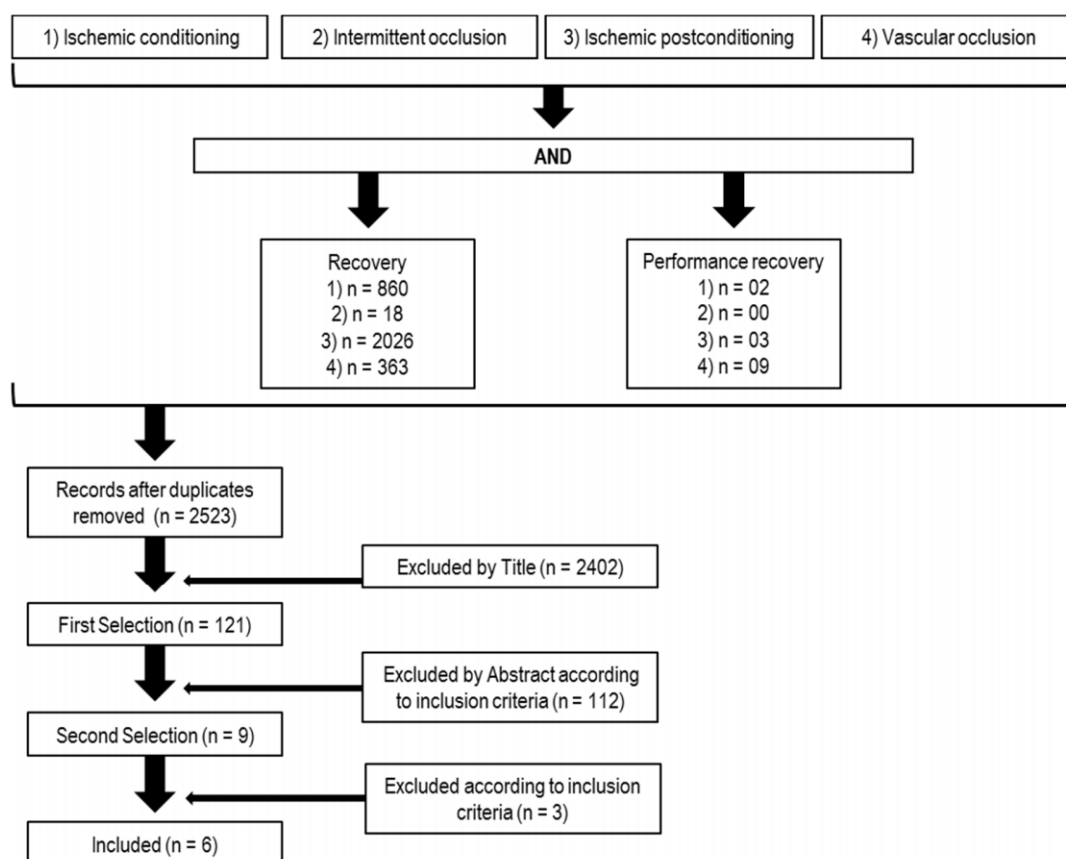 1) Ischemic conditioning
2) Intermittent occlusion
3) Ischemic postconditioning
4) Vascular occlusion
AND
Recovery
1) n = 860
2) n = 18
3) n = 2026
4) n = 363
Performance recovery
1) n = 02
2) n = 00
3) n = 03
4) n = 09
Records after duplicates
removed (n = 2523)
Excluded by Title (n = 2402)
First Selection (n = 121)
Excluded by Abstract according
to inclusion criteria (n = 112)
Second Selection (n = 9)
Excluded according to inclusion
criteria (n = 3)
Included (n = 6)